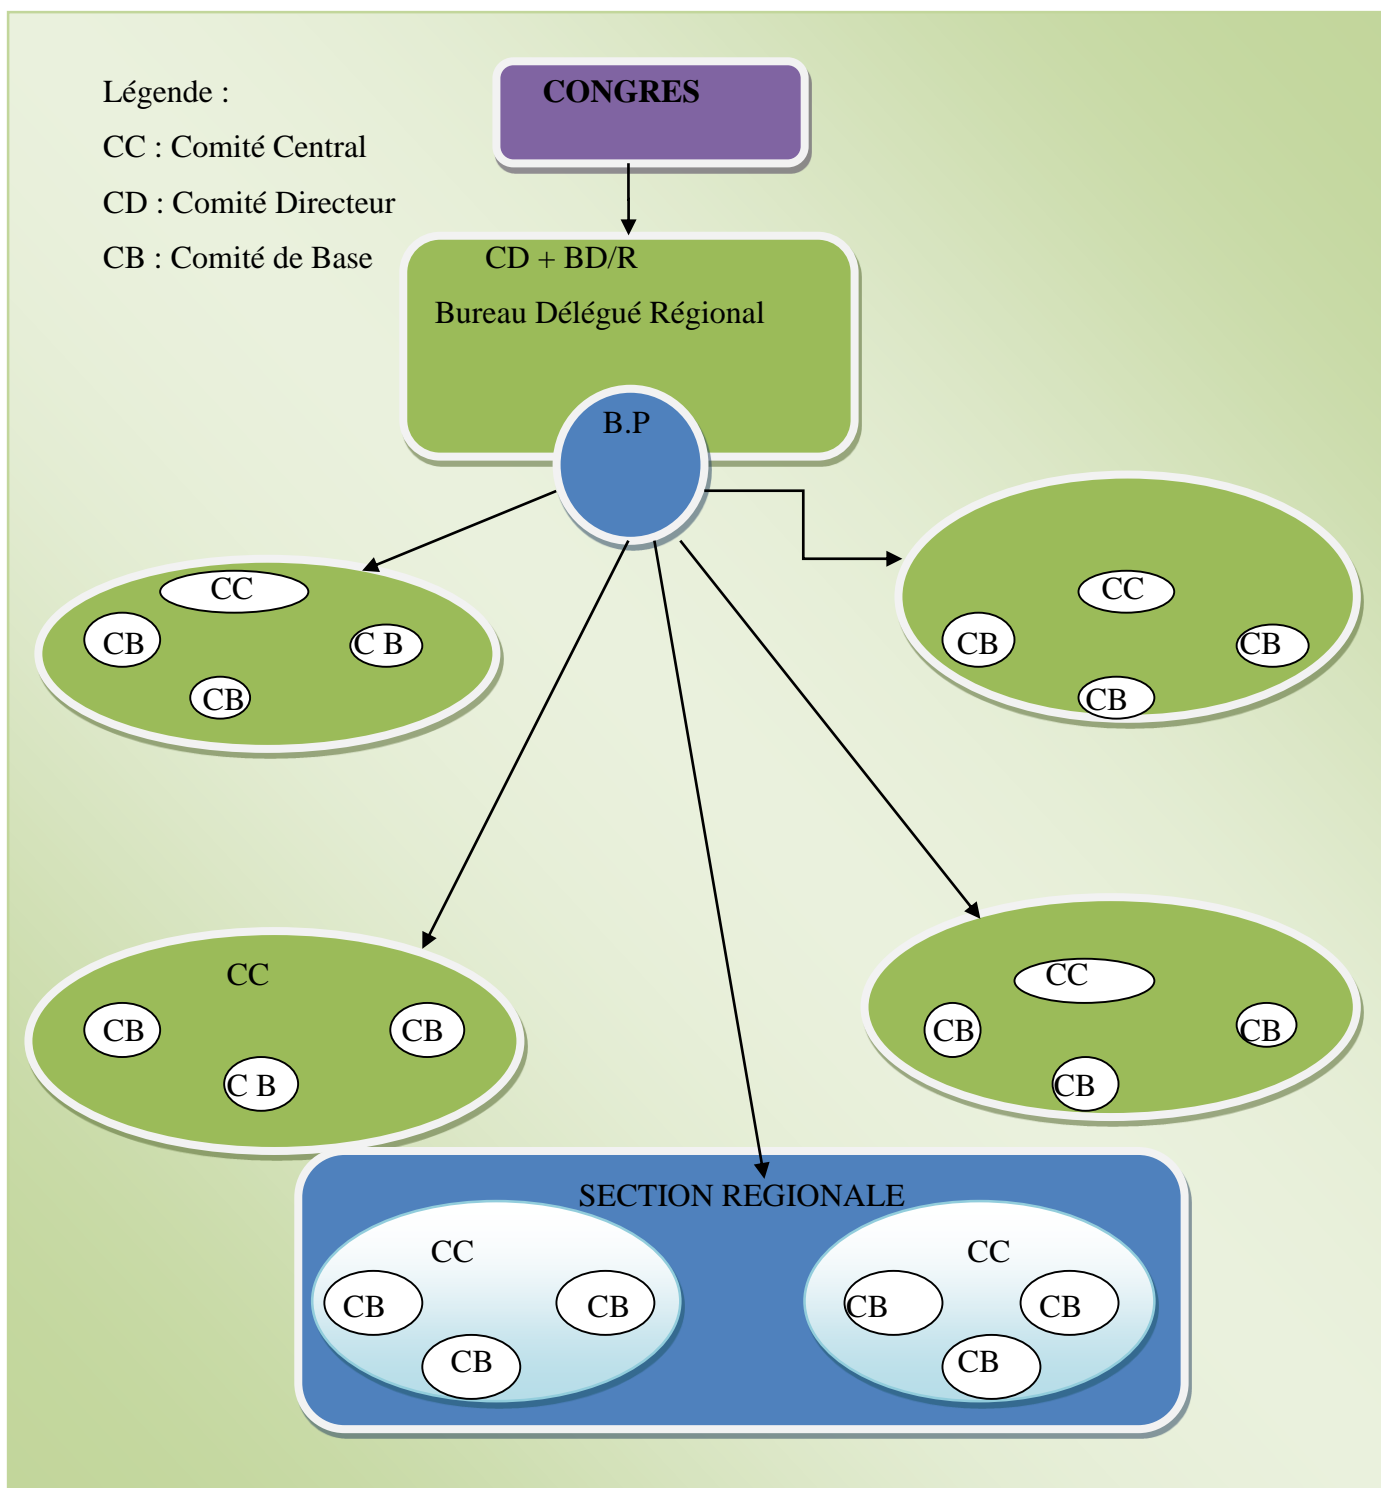 Légende :
CC : Comité Central
CD : Comité Directeur
CB : Comité de Base
CONGRES
CD + BD/R
Bureau Délégué Régional
B.P
CC
CB
C B
CB
CC
CB
CB
CB
CC
CB
CB
C B
CC
CB
CB
CB
SECTION REGIONALE
CC
CB
CB
CB
CC
CB
CB
CB